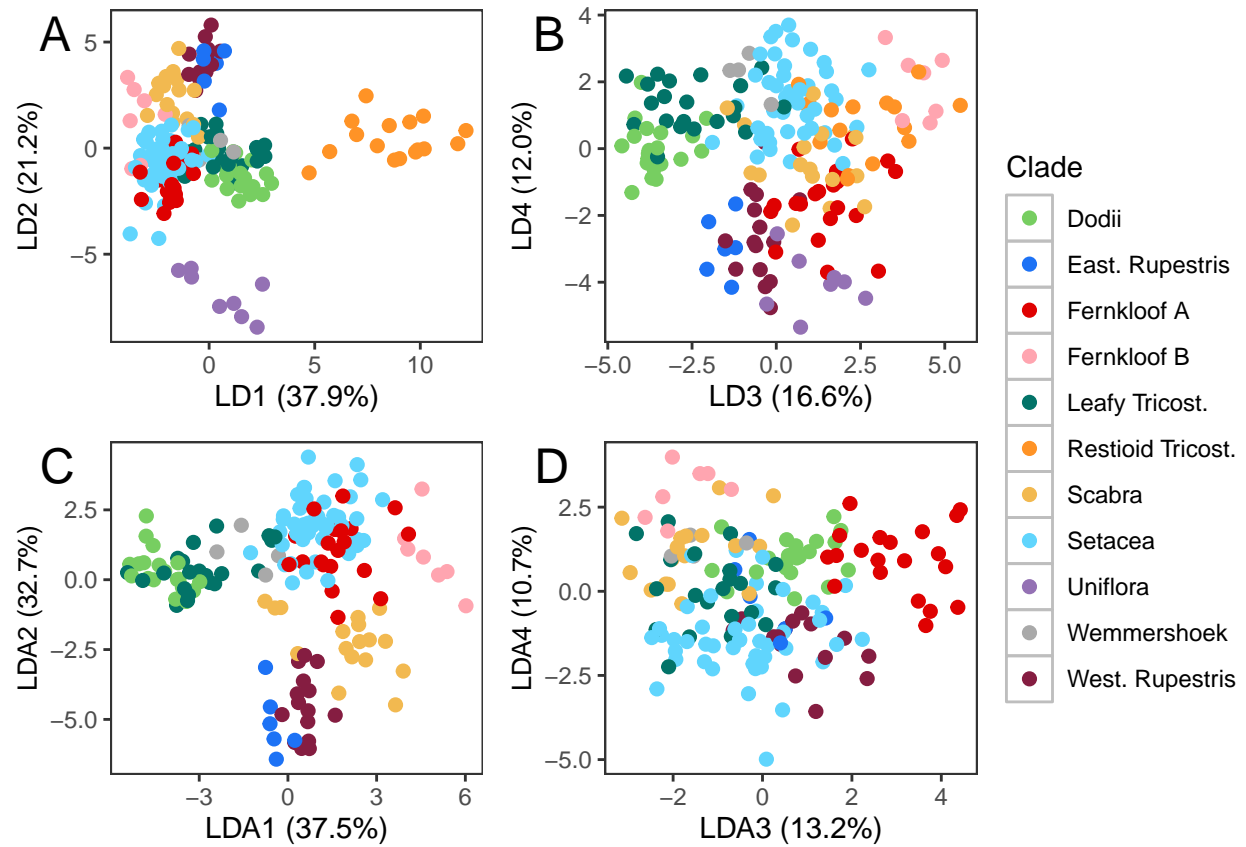 A
5
0
−5
LD2 (21.2%)
0
5
10
LD1 (37.9%)
B
4
2
0
−2
−4
LD4 (12.0%)
−5.0
−2.5
0.0
2.5
5.0
LD3 (16.6%)
C
2.5
0.0
−2.5
−5.0
LDA2 (32.7%)
−3
0
3
6
LDA1 (37.5%)
D
2.5
0.0
−2.5
−5.0
LDA4 (10.7%)
−2
0
2
4
LDA3 (13.2%)
Clade
Dodii
East. Rupestris
Fernkloof A
Fernkloof B
Leafy Tricost.
Restioid Tricost.
Scabra
Setacea
Uniflora
Wemmershoek
West. Rupestris